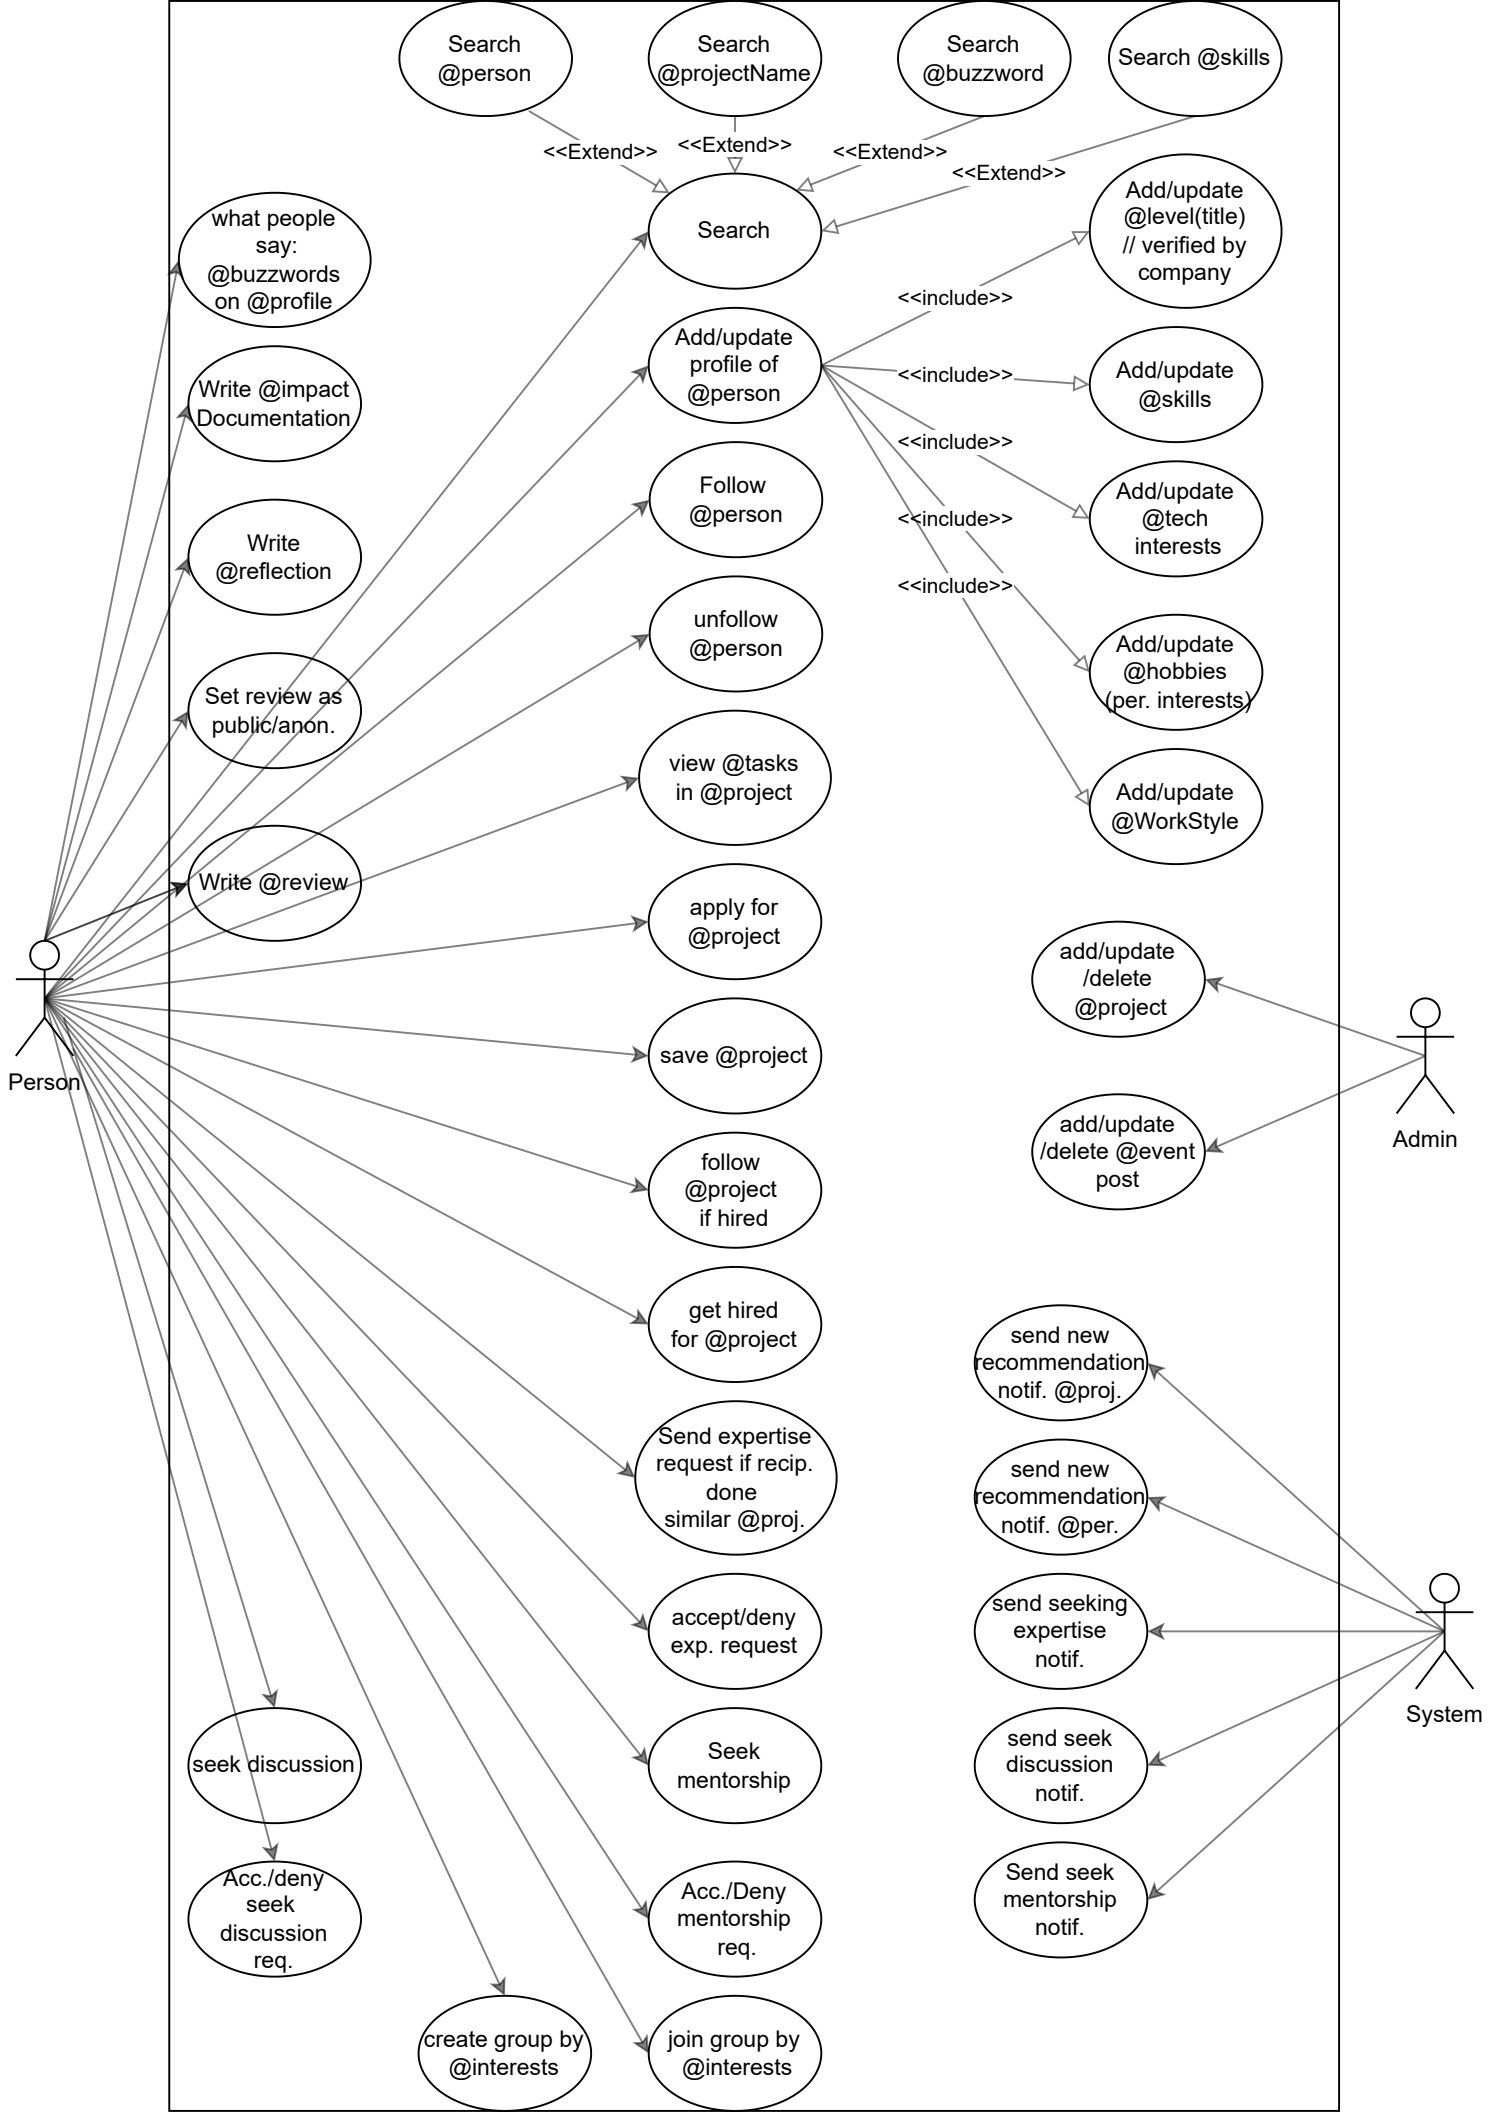 Search
@person
Search
@projectName
Search
@buzzword
Search @skills
<<Extend>>
<<Extend>>
<<Extend>>
<<Extend>>
Search
what people
say:
@buzzwords
on @profile
Write @impact
Documentation
Write
@reflection
Set review as
public/anon.
Write @review
Person
Add/update
profile of
@person
Follow
@person
unfollow
@person
view @tasks
in @project
apply for
@project
save @project
follow
@project
if hired
get hired
for @project
Send expertise
request if recip.
done
similar @proj.
accept/deny
exp. request
Seek
mentorship
Acc./Deny
mentorship
req.
join group by
@interests
create group by
@interests
seek discussion
Acc./deny
seek
discussion
req.
<<include>>
<<include>>
<<include>>
<<include>>
<<include>>
Add/update
@level(title)
// verified by
company
Add/update
@skills
Add/update
@tech
interests
Add/update
@hobbies
(per. interests)
Add/update
@WorkStyle
add/update
/delete
@project
add/update
/delete @event
post
Admin
send new
recommendation
notif. @proj.
send new
recommendation
notif. @per.
send seeking
expertise
notif.
send seek
discussion
notif.
Send seek
mentorship
notif.
System